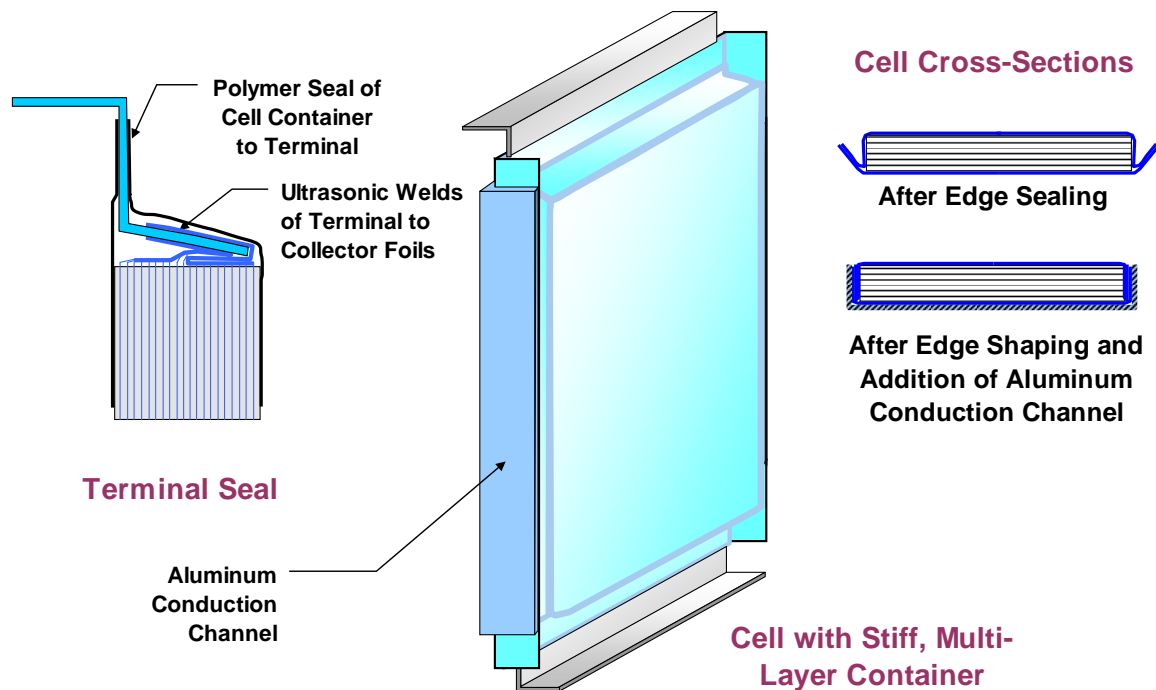 Polymer Seal of
Cell Container
to Terminal
Ultrasonic Welds
of Terminal to
Collector Foils
Terminal Seal
Aluminum
Conduction
Channel
Cell Cross-Sections
After Edge Sealing
After Edge Shaping and
Addition of Aluminum
Conduction Channel
Cell with Stiff, Multi-
Layer Container